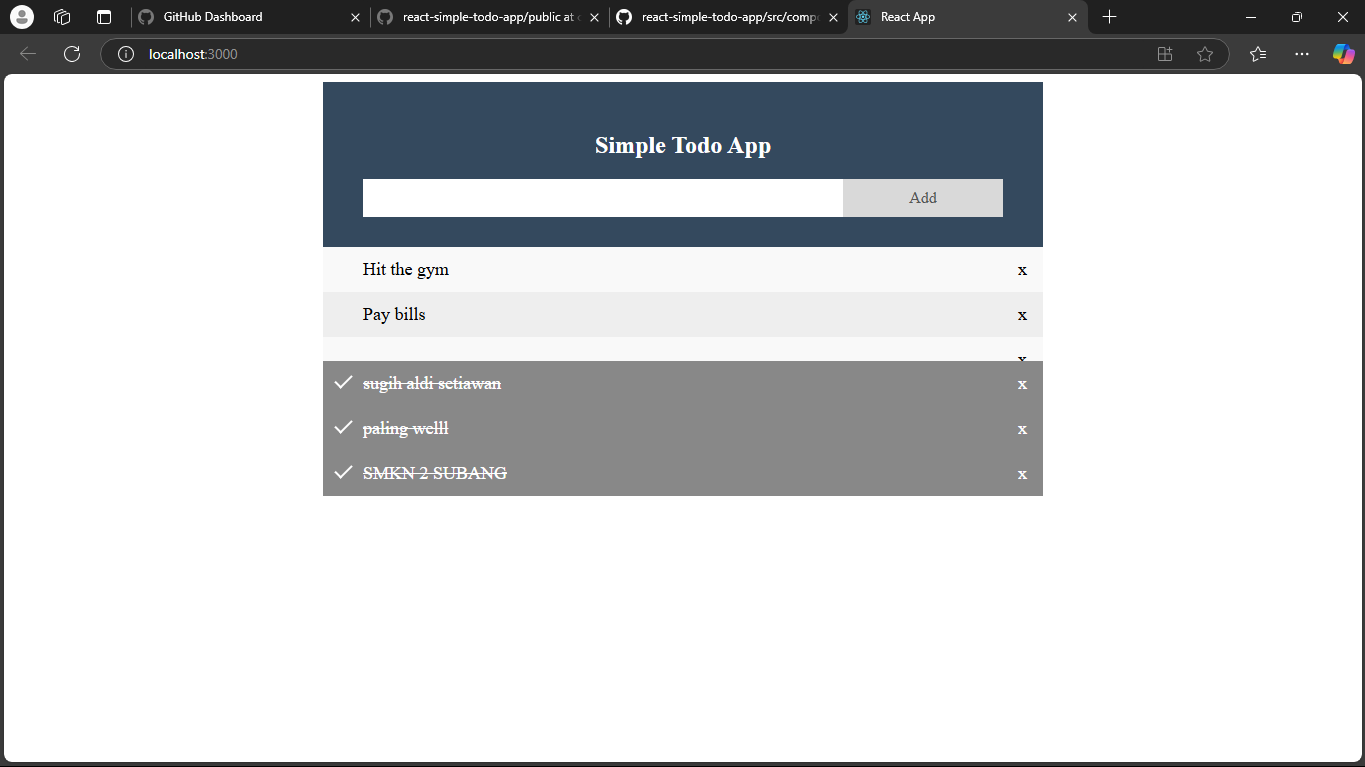 GitHub Dashboard
react-simple-todo-app/public at
react-simple-todo-app/src/comp
React App
localhost:3000
Simple Todo App
Add
Hit the gym x
Pay bills x
x
sugih aldi setiawan x
paling welll x
SMKN 2 SUBANG x